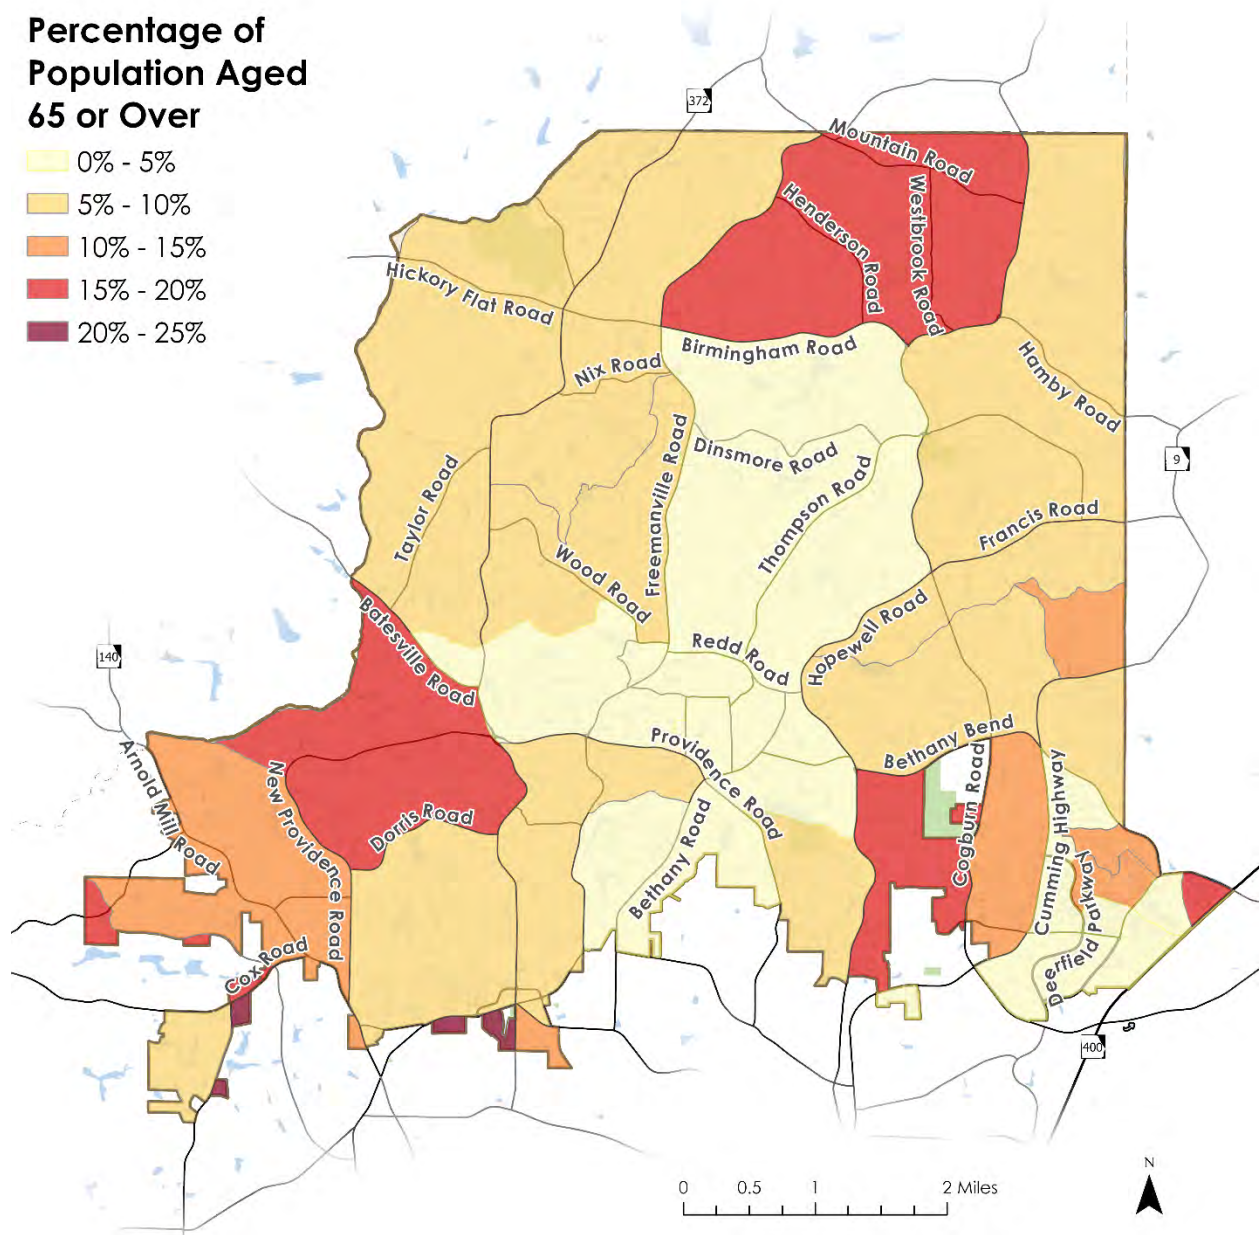 Percentage of
Population Aged
65 or Over
0% - 5%
5% - 10%
10% - 15%
15% - 20%
20% - 25%
372
Mountain Road
Henderson Road
Westbrook Road
Hickory Flat Road
Birmingham Road
Nix Road
Hamby Road
Dinsmore Road
Freemanville Road
Thompson Road
9
Taylor Road
Francis Road
Wood Road
Batesville Road
Hopewell Road
Redd Road
140
Arnold Mill Road
New Providence Road
Providence Road
Bethany Bend
Dorris Road
Bethany Road
Cogburn Road
Cumming Highway
Deerfield Parkway
Cox Road
400
N
0 0.5 1 2 Miles